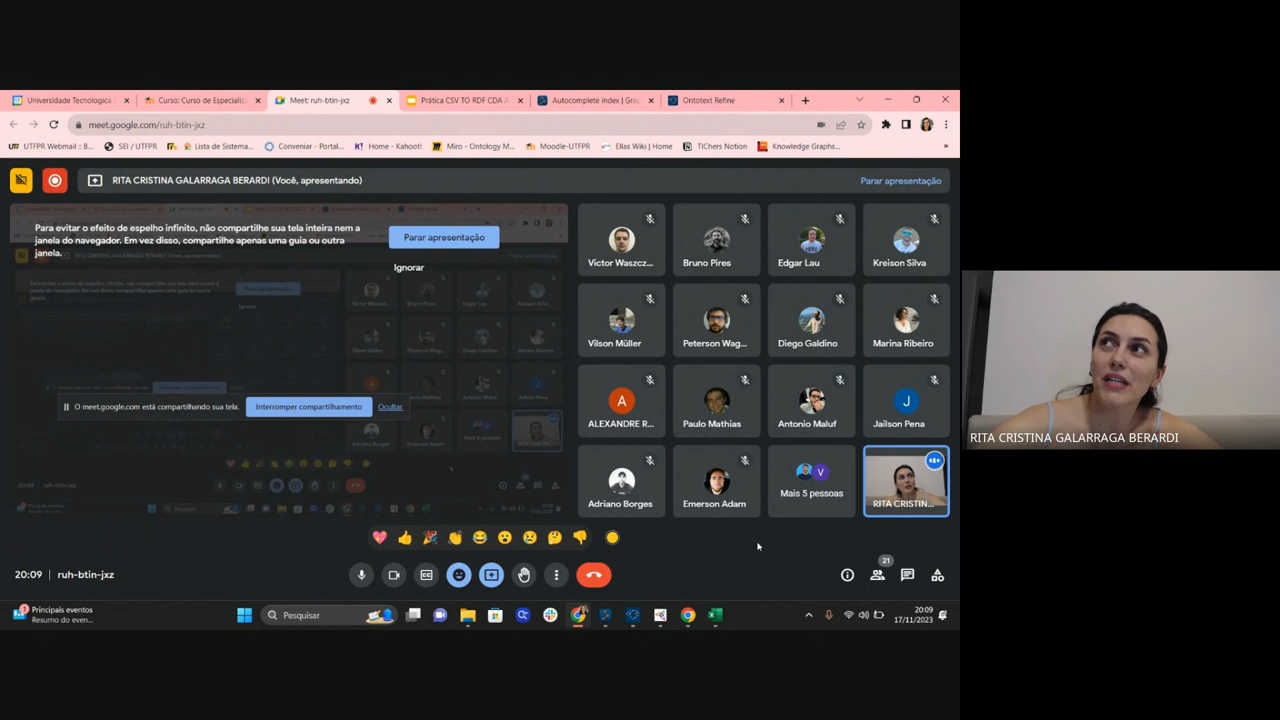 Universidade Tecnologica
Curso: Curso de Especializ
Meet: ruh-btin-jxz
Prática CSV TO RDF CDA
Autocomplete index | Gra
Ontotext Refine
meet.google.com/ruh-btin-jxz
UTFPR Webmail :: B...
SEI / UTFPR
Lista de Sistema...
Conveniar - Portal...
Home - Kahoot!
Miro - Ontology M...
Moodle-UTFPR
Ellas Wiki | Home
TIChers Notion
Knowledge Graphs...
»
RITA CRISTINA GALARRAGA BERARDI (Você, apresentando)
Parar apresentação
Para evitar o efeito de espelho infinito, não compartilhe sua tela inteira nem a
janela do navegador. Em vez disso, compartilhe apenas uma guia ou outra
janela.
Parar apresentação
Ignorar
O meet.google.com está compartilhando sua tela.
Interromper compartilhamento
Ocultar
Victor Waszcz...
Bruno Pires
Edgar Lau
Kreison Silva
Vilson Müller
Peterson Wag...
Diego Galdino
Marina Ribeiro
A
ALEXANDRE R...
Paulo Mathias
Antonio Maluf
J
Jailson Pena
Adriano Borges
Emerson Adam
V
Mais 5 pessoas
RITA CRISTIN...
RITA CRISTINA GALARRAGA BERARDI
20:09 | ruh-btin-jxz
21
1
Principais eventos
Resumo do even...
Pesquisar
20:09
17/11/2023